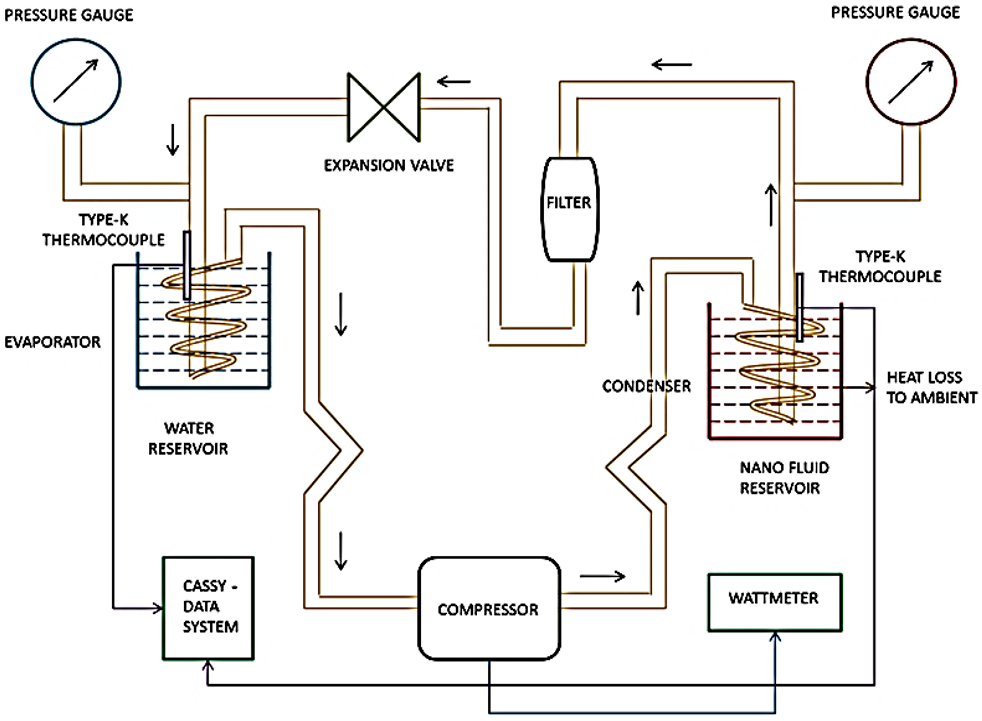 PRESSURE GAUGE
PRESSURE GAUGE
EXPANSION VALVE
FILTER
TYPE-K
THERMOCOUPLE
TYPE-K
THERMOCOUPLE
EVAPORATOR
CONDENSER
HEAT LOSS
TO AMBIENT
WATER
RESERVOIR
NANO FLUID
RESERVOIR
CASSY -
DATA
SYSTEM
COMPRESSOR
WATTMETER